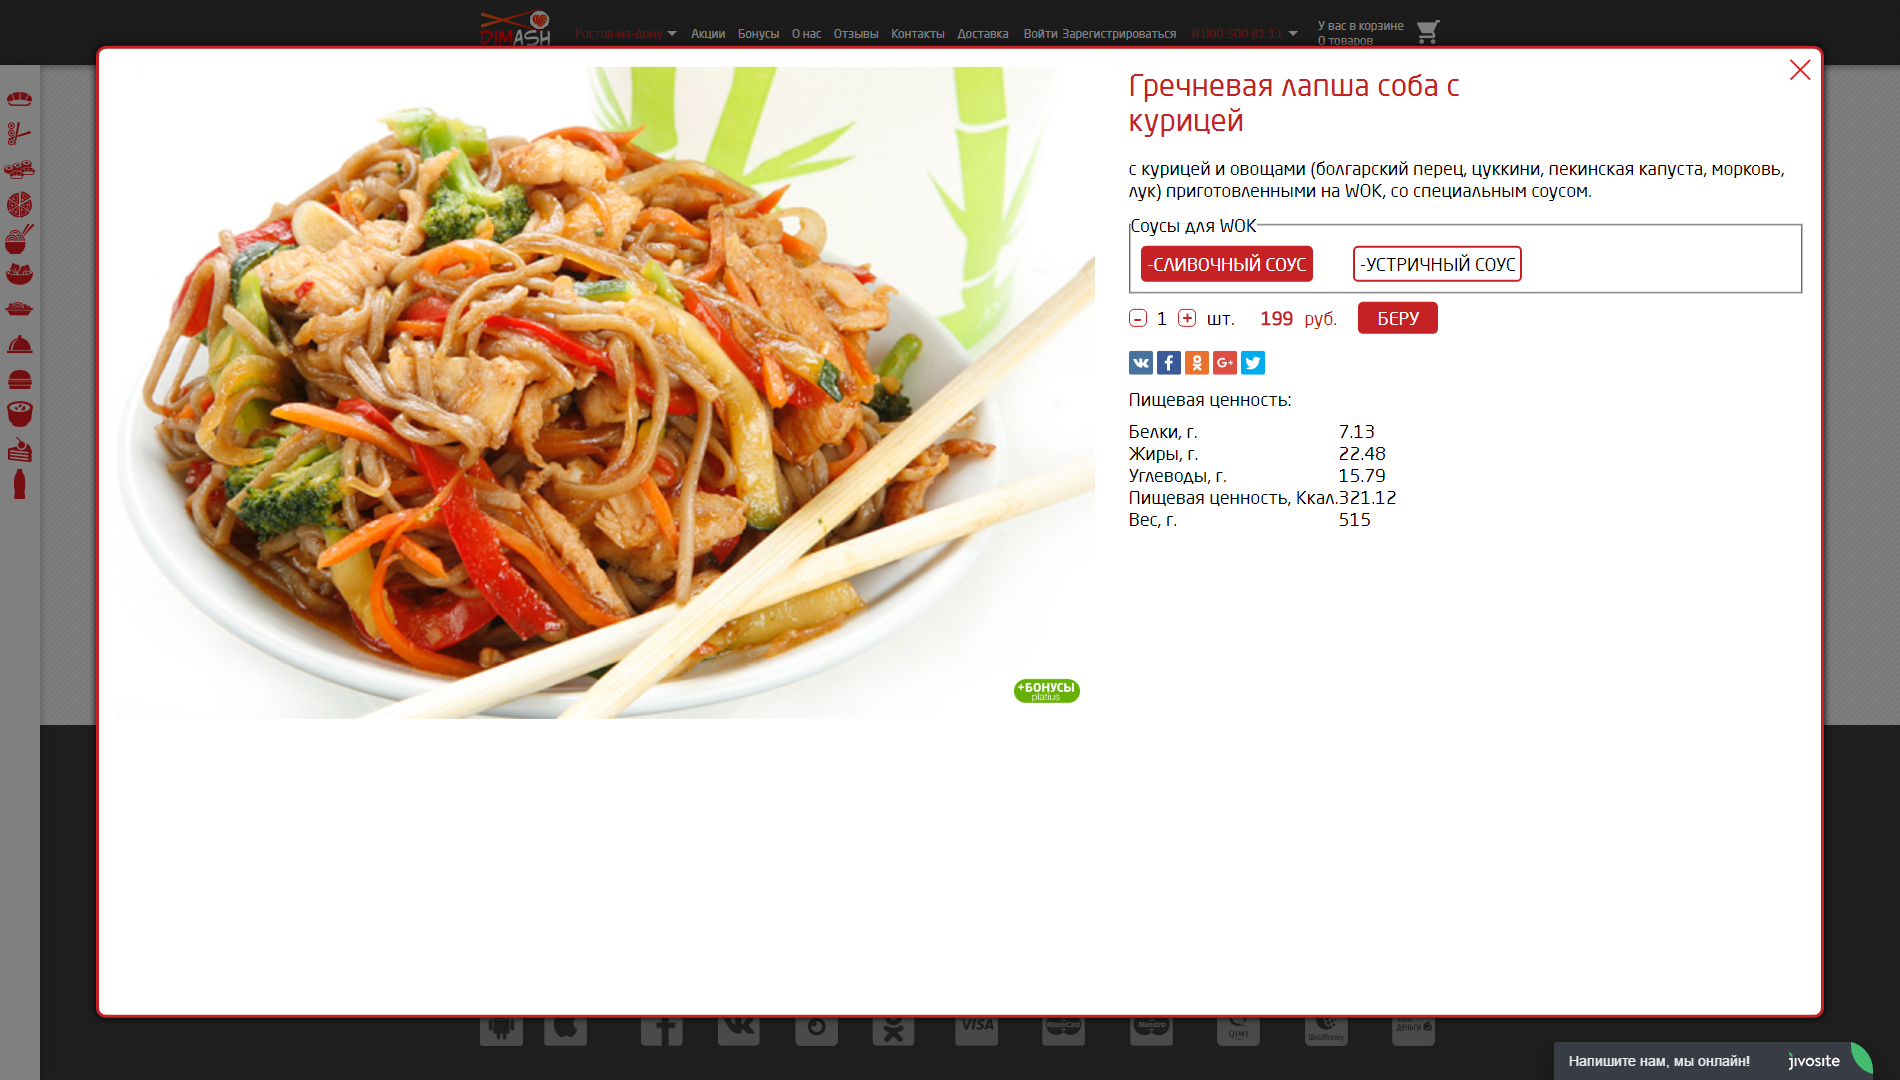 DIMASH
Ростов-на-Дону Акции Бонусы О нас Отзывы Контакты Доставка Войти Зарегистрироваться 8 800 500 81 11
У вас в корзине
0 товаров
Гречневая лапша соба с
курицей
с курицей и овощами (болгарский перец, цуккини, пекинская капуста, морковь,
лук) приготовленными на WOK, со специальным соусом.
Соусы для WOK
-СЛИВОЧНЫЙ СОУС -УСТРИЧНЫЙ СОУС
- 1 + шт. 199 руб. БЕРУ
G+
Пищевая ценность:
Белки, г. 7.13
Жиры, г. 22.48
Углеводы, г. 15.79
Пищевая ценность, Ккал. 321.12
Вес, г. 515
+БОНУСЫ
platius
VISA MasterCard Maestro QIWI WebMoney деньги
Напишите нам, мы онлайн! jivosite